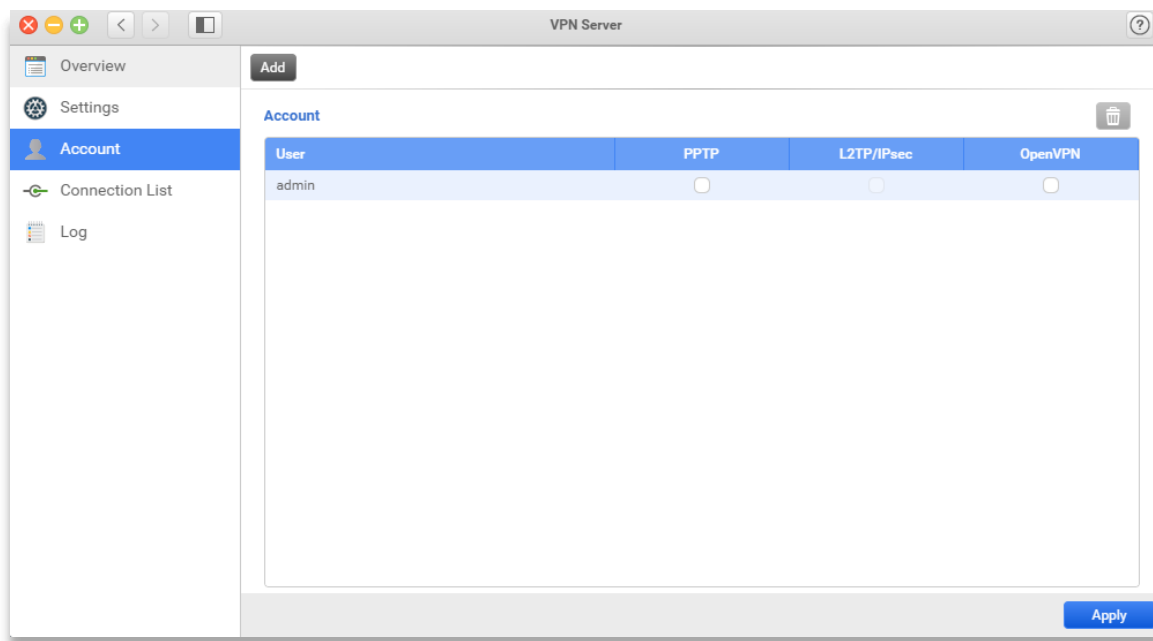 VPN Server
?
Overview
Settings
Account
Connection List
Log
Add
Account
User PPTP L2TP/IPsec OpenVPN
admin
Apply